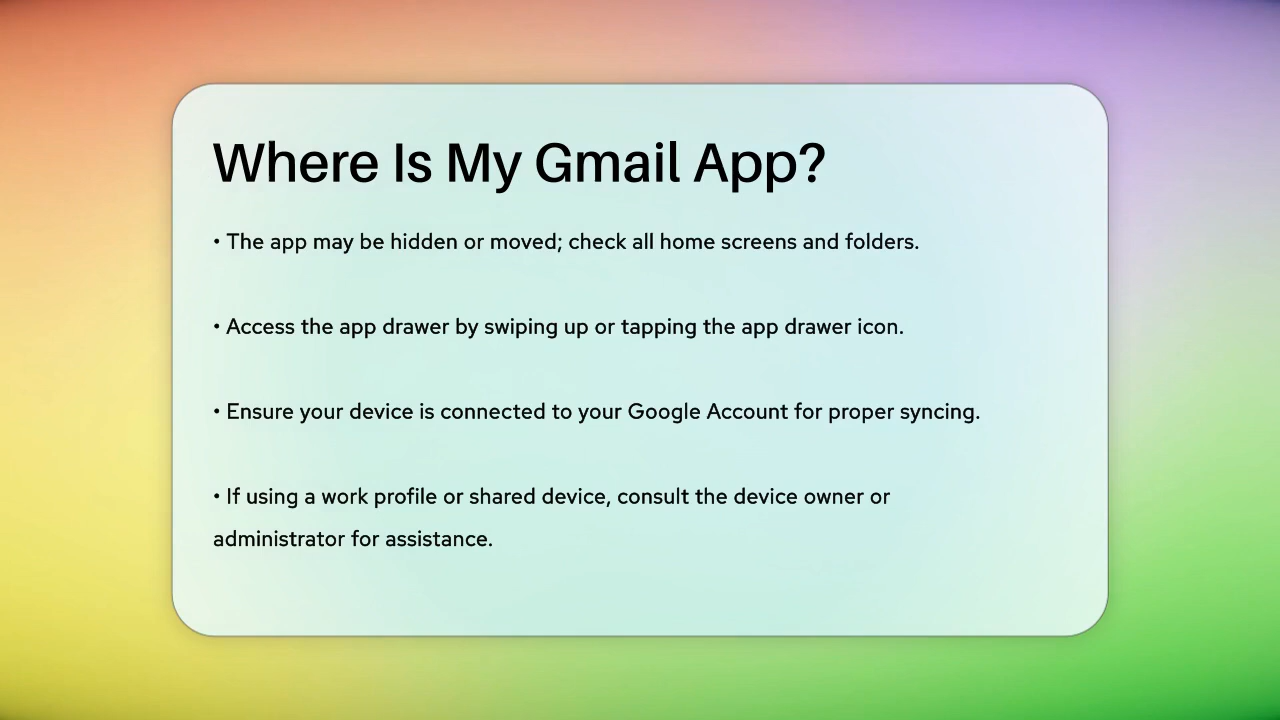 Where Is My Gmail App?
• The app may be hidden or moved; check all home screens and folders.
• Access the app drawer by swiping up or tapping the app drawer icon.
• Ensure your device is connected to your Google Account for proper syncing.
• If using a work profile or shared device, consult the device owner or
administrator for assistance.